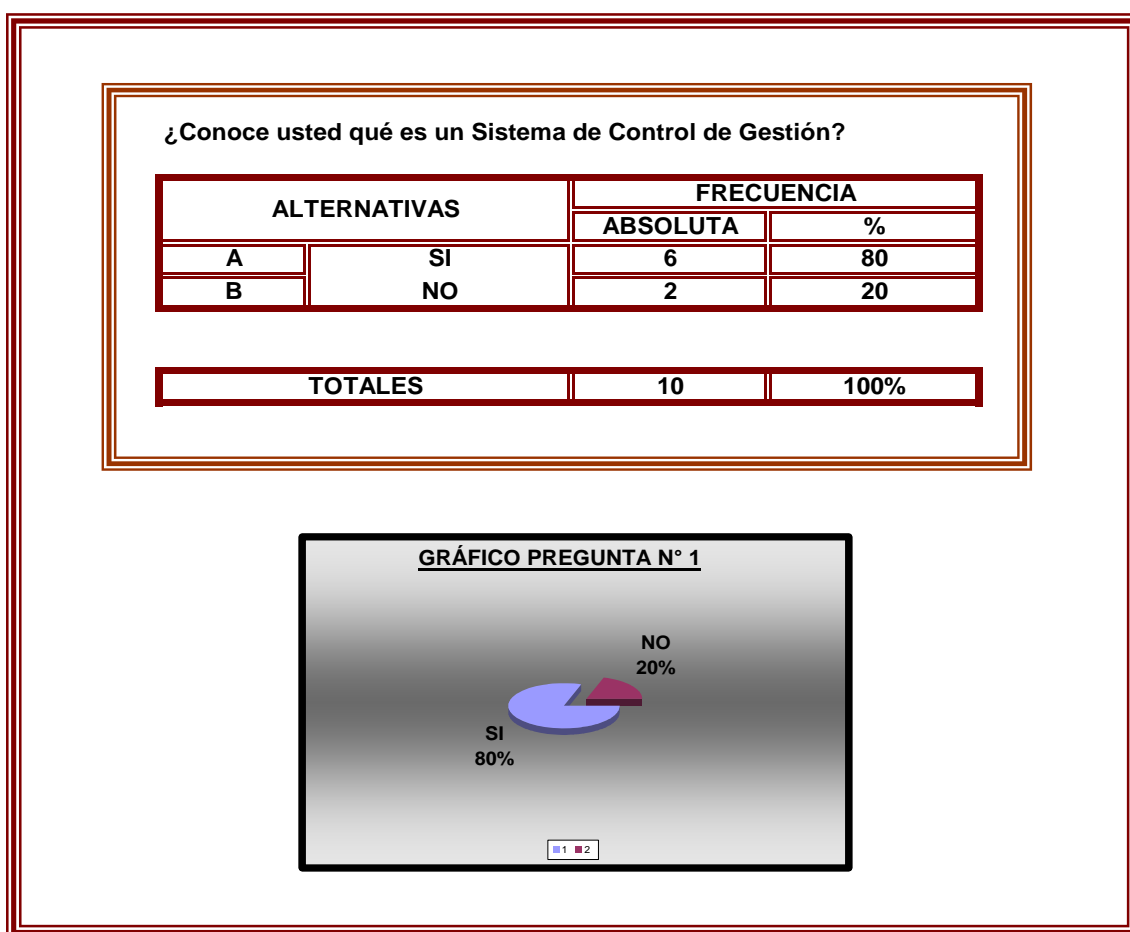 ¿Conoce usted qué es un Sistema de Control de Gestión?
ALTERNATIVAS FRECUENCIA
ABSOLUTA %
A SI 6 80
B NO 2 20
TOTALES 10 100%
GRÁFICO PREGUNTA N° 1
NO
20%
SI
80%
1 2